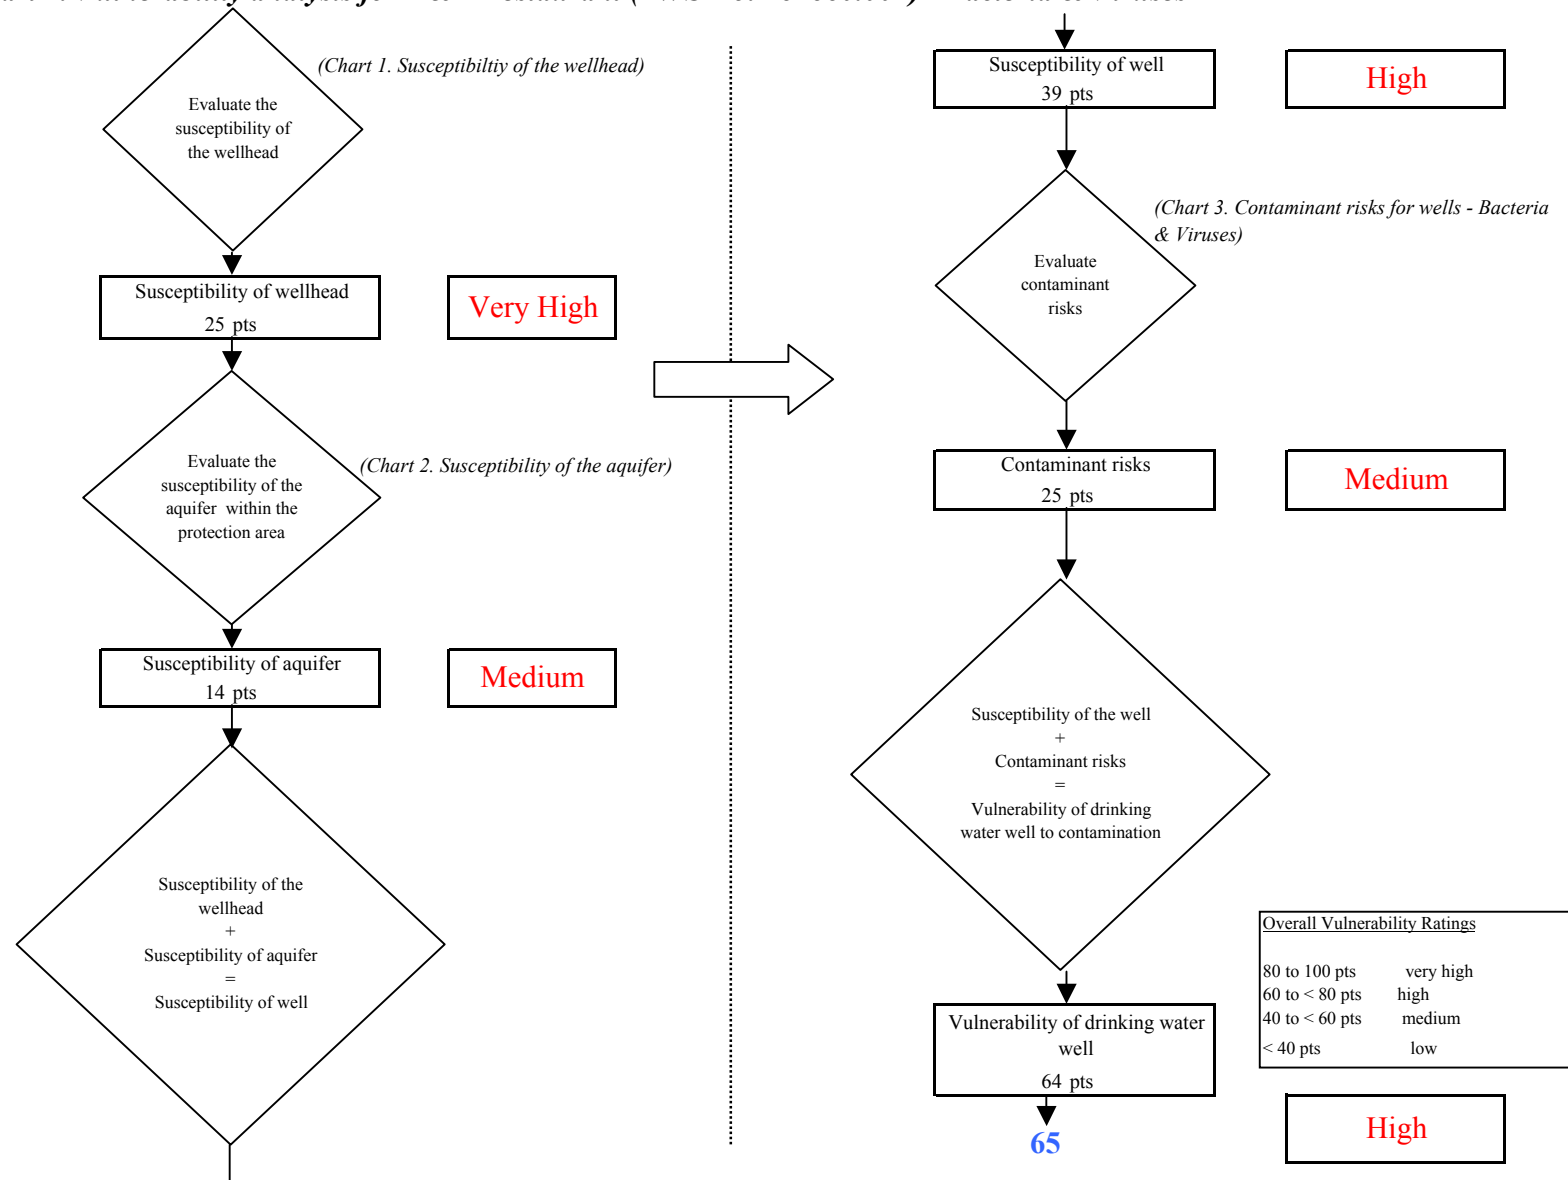 (Chart 1. Susceptibiltiy of the wellhead)
Evaluate the
susceptibility of
the wellhead
Susceptibility of wellhead
25 pts
Very High
(Chart 2. Susceptibility of the aquifer)
Evaluate the
susceptibility of the
aquifer within the
protection area
Susceptibility of aquifer
14 pts
Medium
Susceptibility of the
wellhead
+
Susceptibility of aquifer
=
Susceptibility of well
Susceptibility of well
39 pts
High
(Chart 3. Contaminant risks for wells - Bacteria
& Viruses)
Evaluate
contaminant
risks
Contaminant risks
25 pts
Medium
Susceptibility of the well
+
Contaminant risks
=
Vulnerability of drinking
water well to contamination
Overall Vulnerability Ratings
80 to 100 pts very high
60 to < 80 pts high
40 to < 60 pts medium
< 40 pts low
Vulnerability of drinking water
well
64 pts
65
High